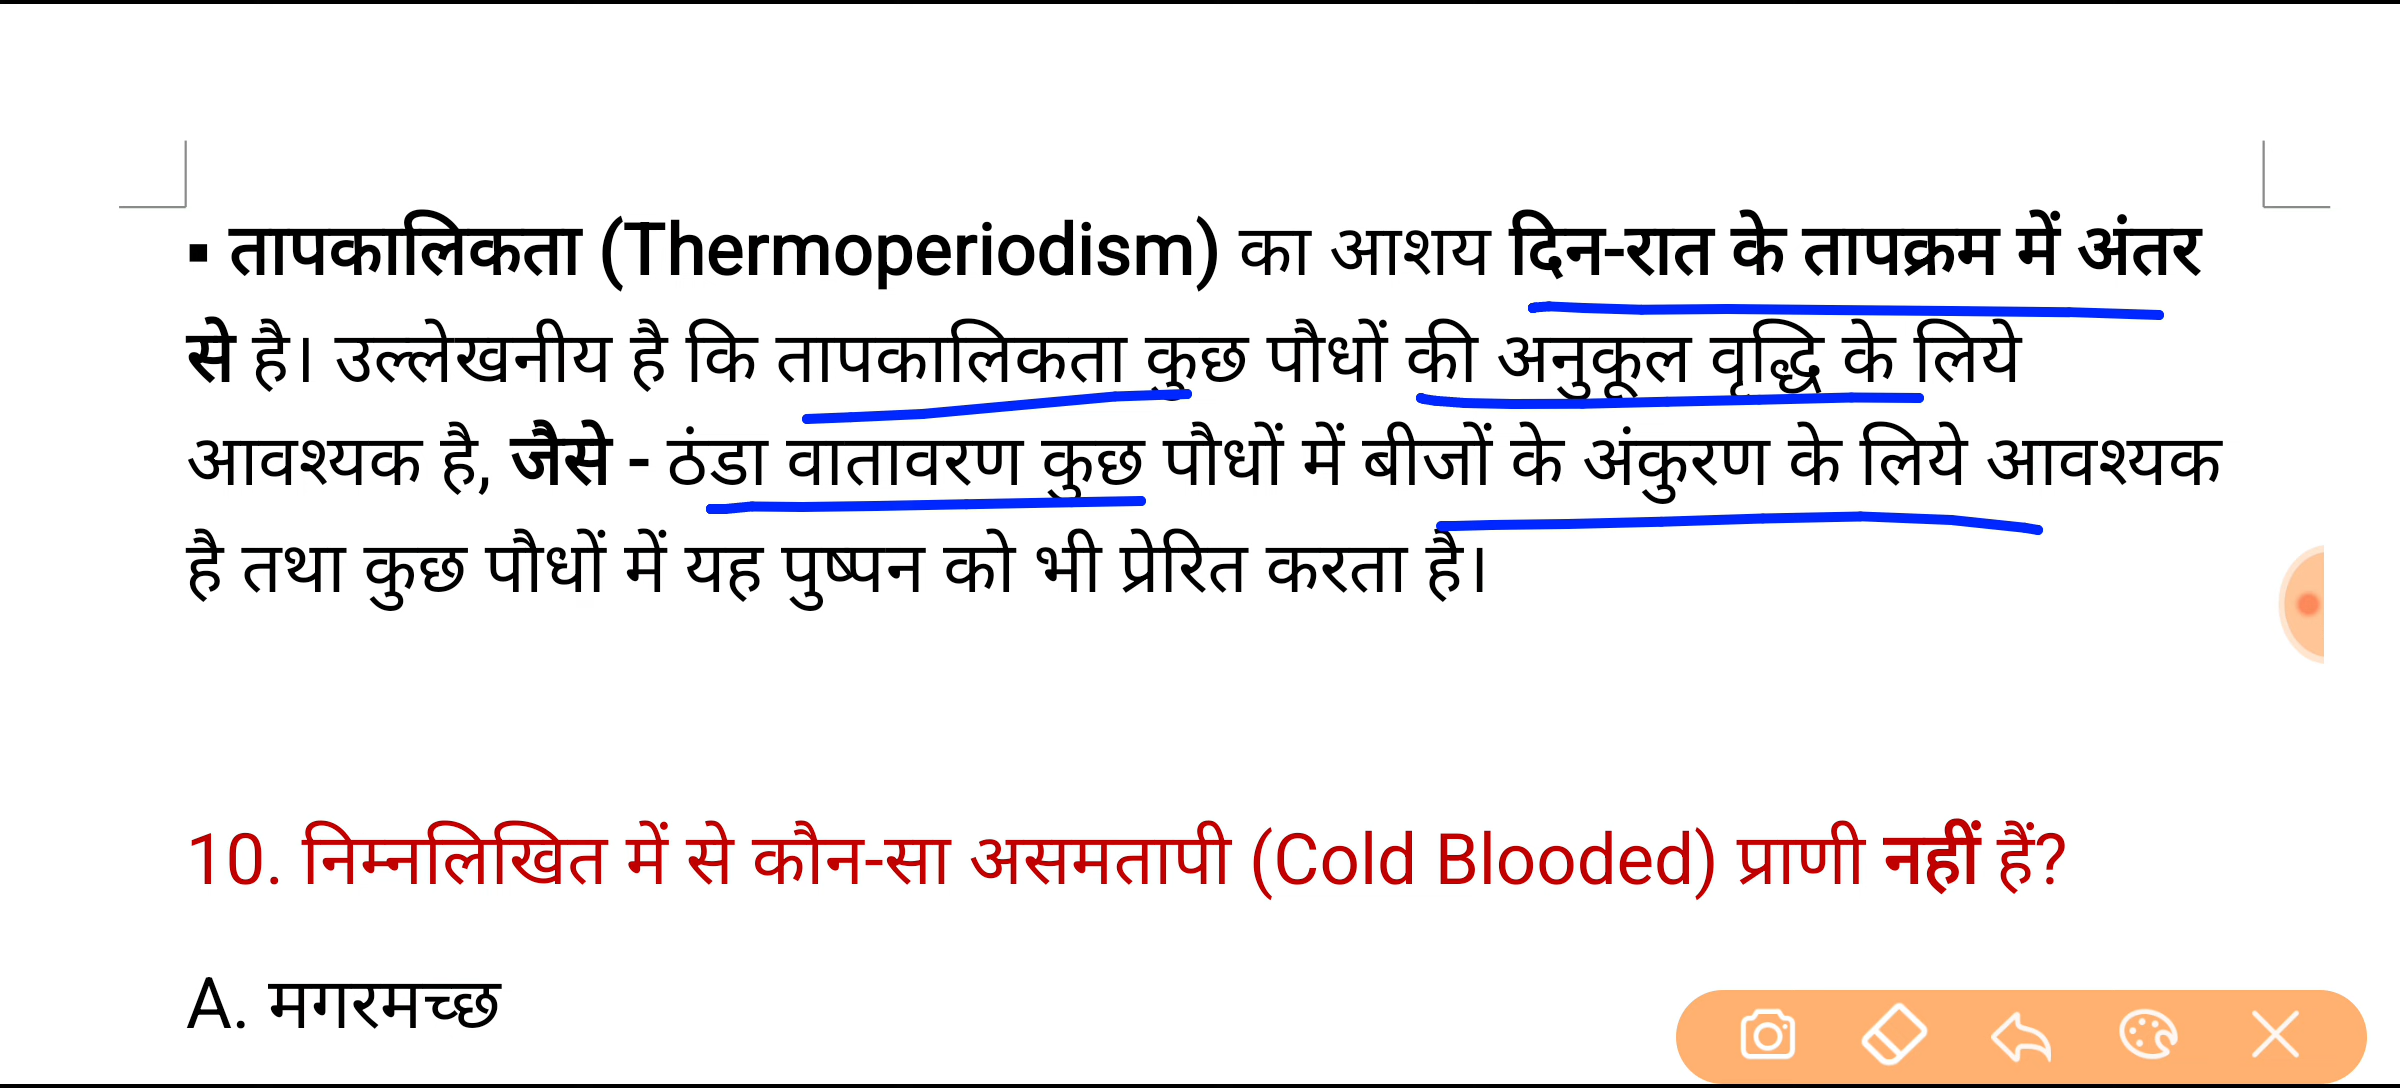 ▪ तापकालिकता (Thermoperiodism) का आशय दिन-रात के तापक्रम में अंतर
से है। उल्लेखनीय है कि तापकालिकता कुछ पौधों की अनुकूल वृद्धि के लिये
आवश्यक है, जैसे - ठंडा वातावरण कुछ पौधों में बीजों के अंकुरण के लिये आवश्यक
है तथा कुछ पौधों में यह पुष्पन को भी प्रेरित करता है।
10. निम्नलिखित में से कौन-सा असमतापी (Cold Blooded) प्राणी नहीं हैं?
A. मगरमच्छ